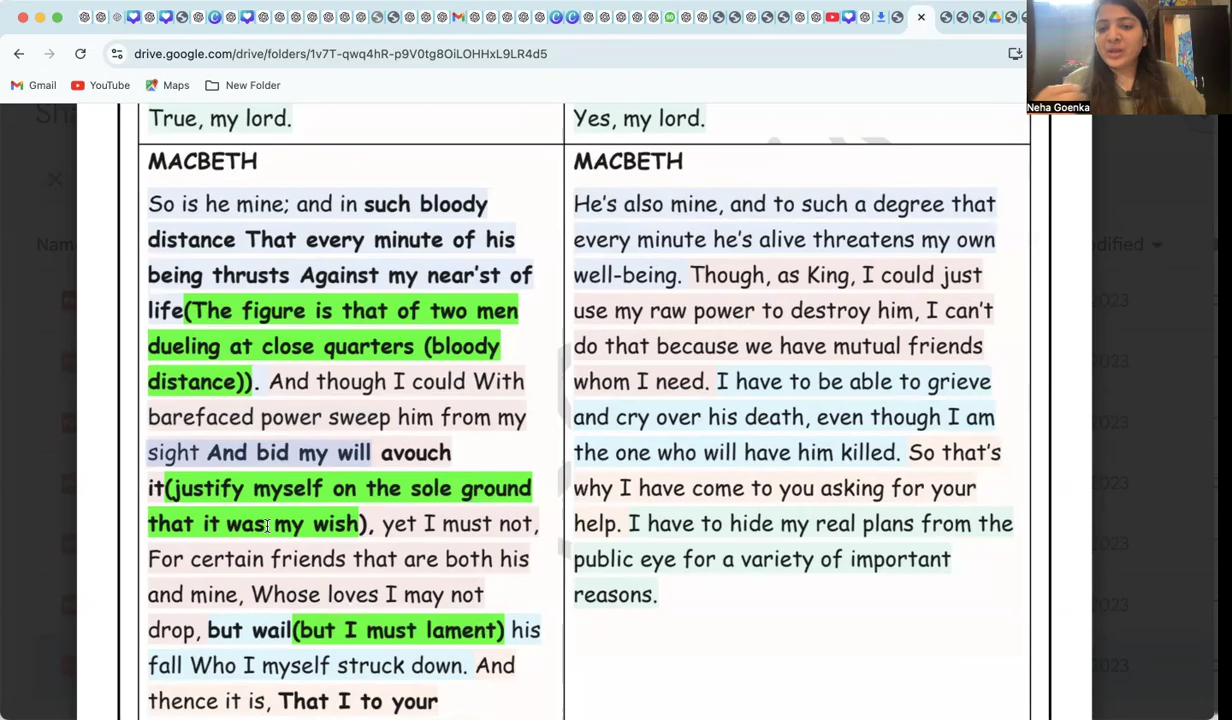 drive.google.com/drive/folders/1v7T-qwq4hR-p9V0tg8OiLOHHxL9LR4d5
Gmail
YouTube
Maps
New Folder
Neha Goenka
True, my lord.
MACBETH
So is he mine; and in such bloody
distance That every minute of his
being thrusts Against my near'st of
life(The figure is that of two men
dueling at close quarters (bloody
distance)). And though I could With
barefaced power sweep him from my
sight And bid my will avouch
it(justify myself on the sole ground
that it was my wish), yet I must not,
For certain friends that are both his
and mine, Whose loves I may not
drop, but wail(but I must lament) his
fall Who I myself struck down. And
thence it is, That I to your
Yes, my lord.
MACBETH
He's also mine, and to such a degree that
every minute he's alive threatens my own
well-being. Though, as King, I could just
use my raw power to destroy him, I can't
do that because we have mutual friends
whom I need. I have to be able to grieve
and cry over his death, even though I am
the one who will have him killed. So that's
why I have come to you asking for your
help. I have to hide my real plans from the
public eye for a variety of important
reasons.
2023
2023
2023
2023
2023